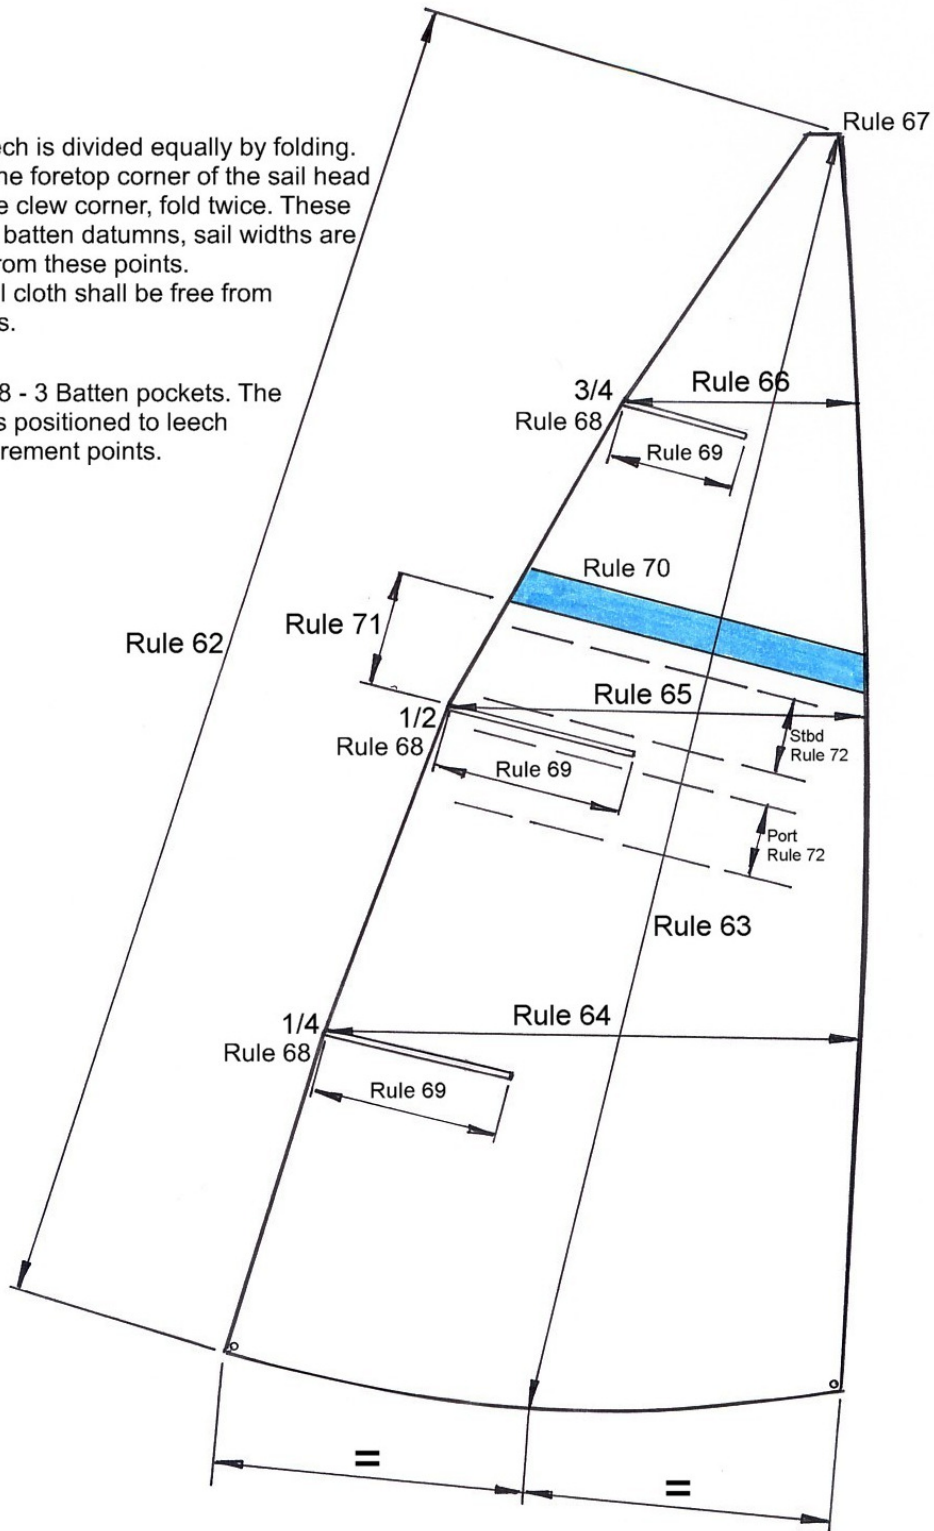 Rule 67
ech is divided equally by folding.
he foretop corner of the sail head
e clew corner, fold twice. These
batten datumns, sail widths are
rom these points.
l cloth shall be free from
s.
8 - 3 Batten pockets. The
s positioned to leech
rement points.
3/4
Rule 66
Rule 68
Rule 69
Rule 70
Rule 71
Rule 62
Rule 65
1/2
Rule 68
Stbd
Rule 72
Rule 69
Port
Rule 72
Rule 63
1/4
Rule 64
Rule 68
Rule 69
=
=